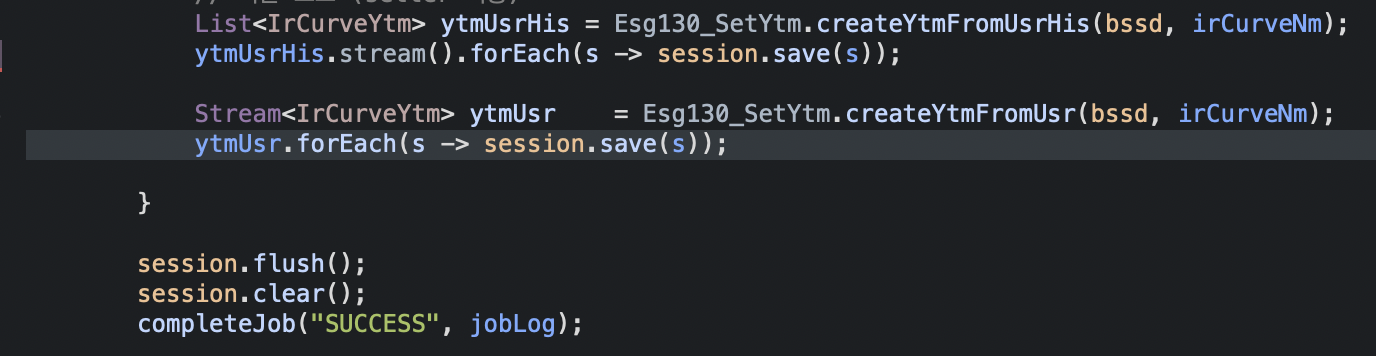 List<IrCurveYtm> ytmUsrHis = Esg130_SetYtm.createYtmFromUsrHis(bssd, irCurveNm);
ytmUsrHis.stream().forEach(s -> session.save(s));
Stream<IrCurveYtm> ytmUsr    = Esg130_SetYtm.createYtmFromUsr(bssd, irCurveNm);
ytmUsr.forEach(s -> session.save(s));
}
session.flush();
session.clear();
completeJob("SUCCESS", jobLog);